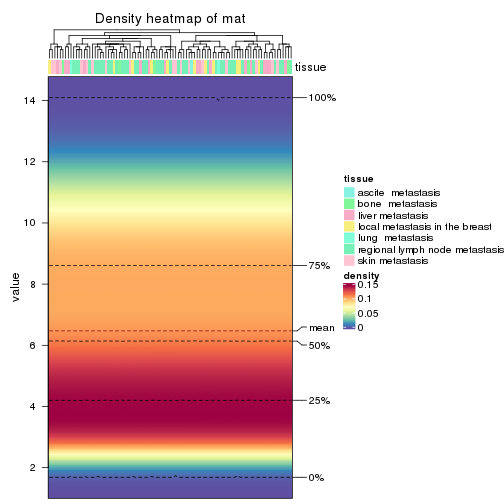 Density heatmap of mat
tissue
value
14
12
10
8
6
4
2
100%
75%
mean
50%
25%
0%
tissue
ascite  metastasis
bone  metastasis
liver metastasis
local metastasis in the breast
lung  metastasis
regional lymph node metastasis
skin metastasis
density
0.15
0.1
0.05
0